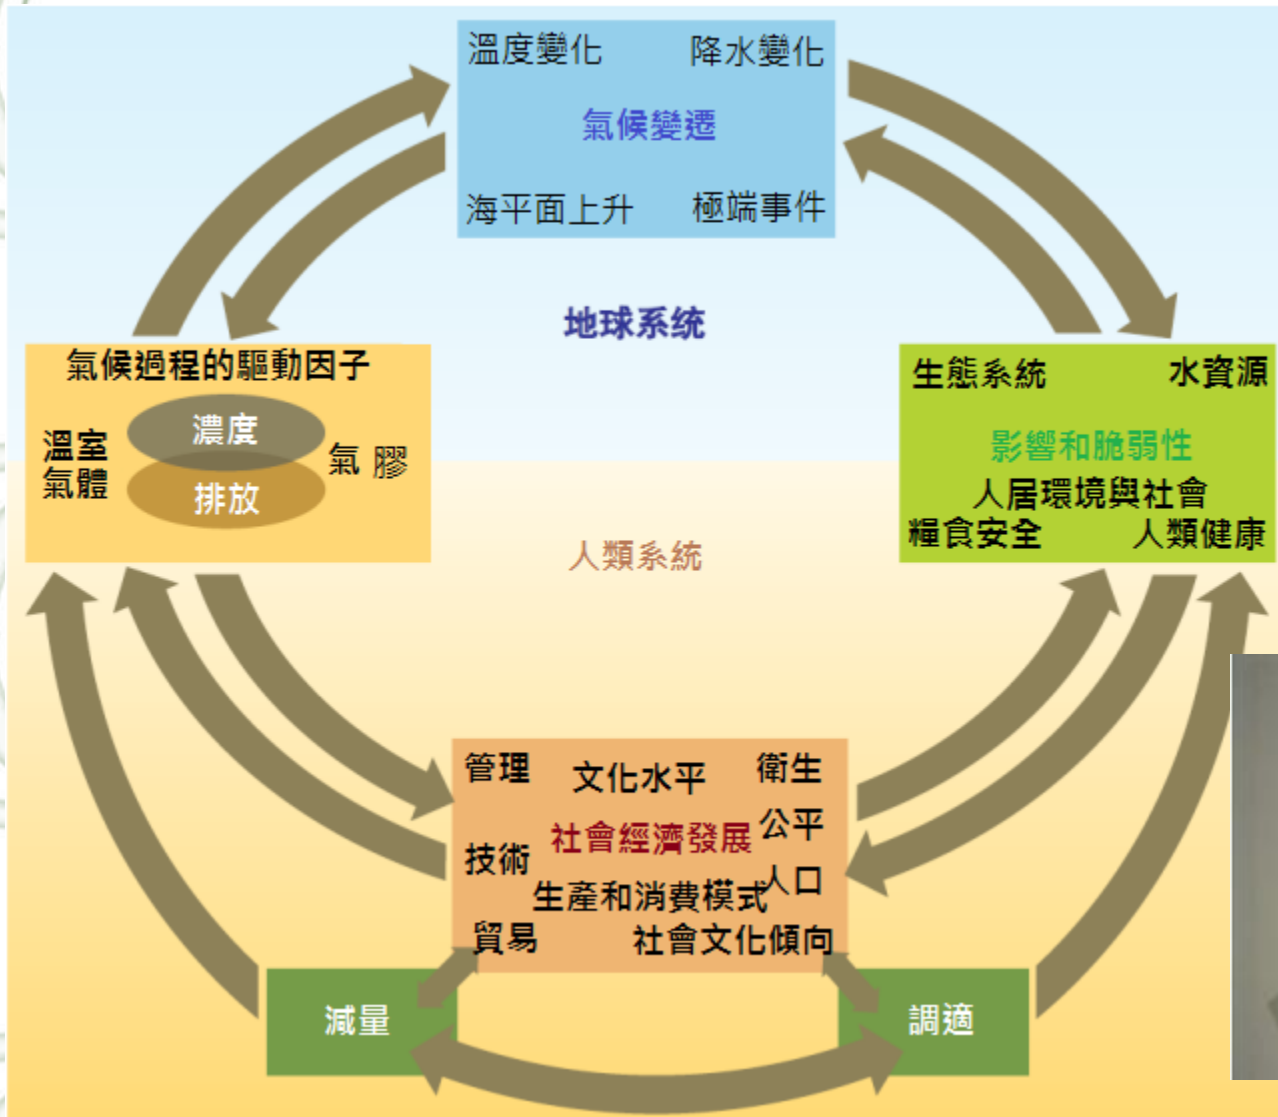 溫度變化 降水變化
氣候變遷
海平面上升 極端事件
地球系统
氣候過程的驅動因子
溫室
氣體
濃度
排放
氣 膠
生態系統 水資源
影響和脆弱性
人居環境與社會
糧食安全 人類健康
人類系統
管理 文化水平 衛生
社會經濟發展 公平
技術
生產和消費模式 人口
貿易 社會文化傾向
減量
調適